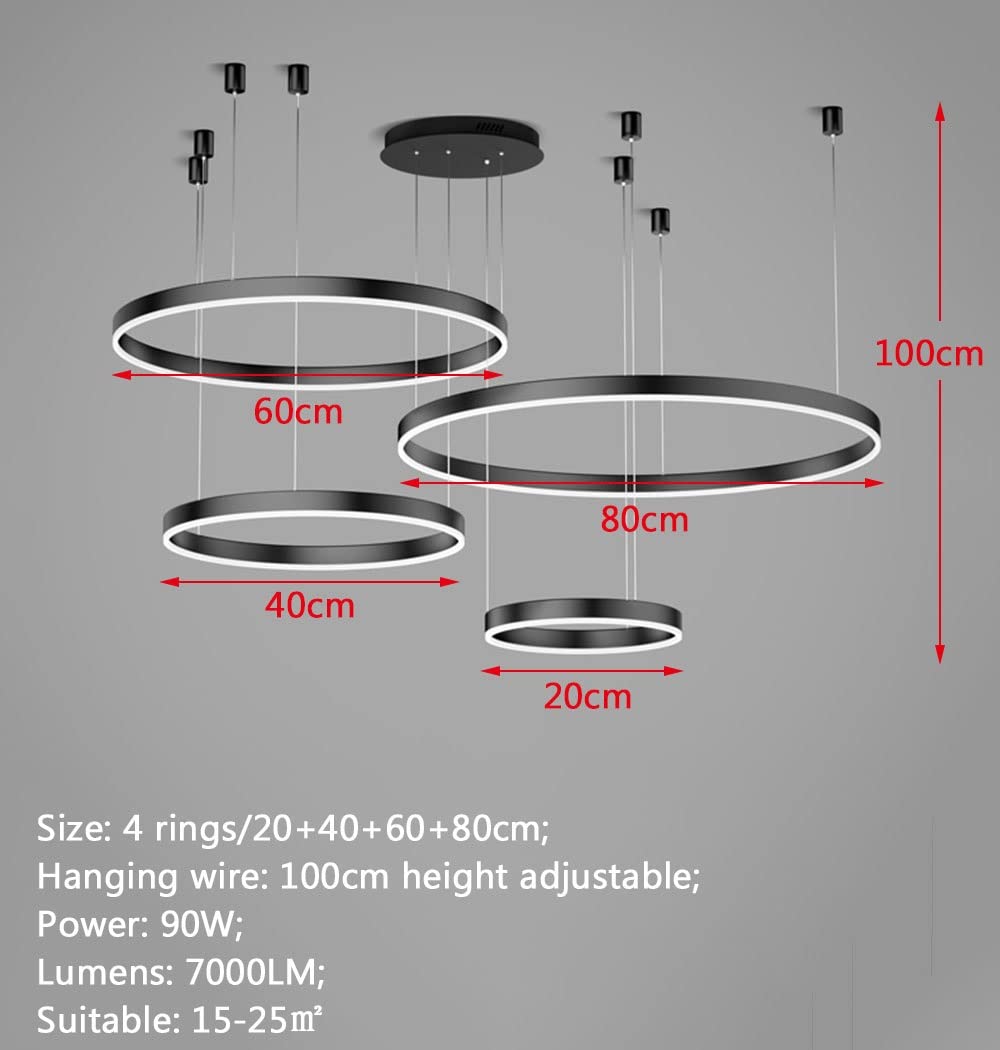 100cm
60cm
80cm
40cm
20cm
Size: 4 rings/20+40+60+80cm;
Hanging wire: 100cm height adjustable;
Power: 90W;
Lumens: 7000LM;
Suitable: 15-25㎡